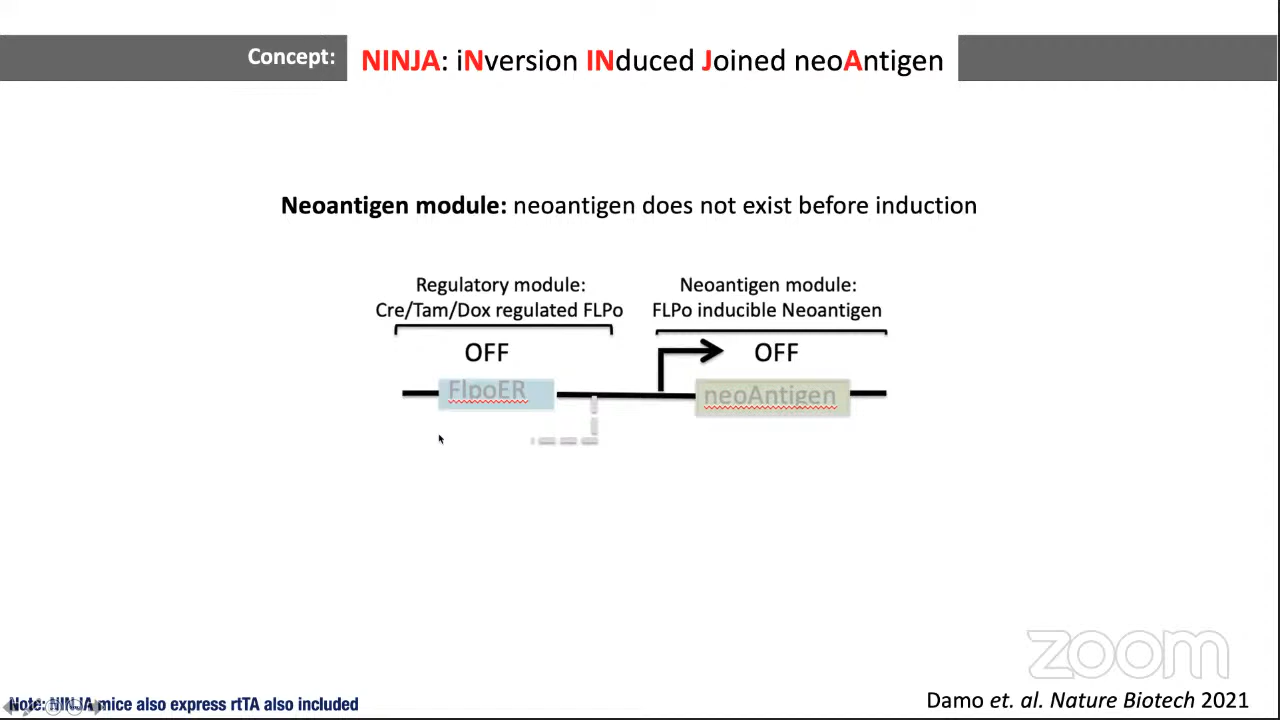 Concept:
NINJA: iNversion INduced Joined neoAntigen
Neoantigen module: neoantigen does not exist before induction
Regulatory module:
Cre/Tam/Dox regulated FLPo
Neoantigen module:
FLPo inducible Neoantigen
OFF
OFF
FlpoER
neoAntigen
zoom
Note: NINJA mice also express rtTA also included
Damo et. al. Nature Biotech 2021